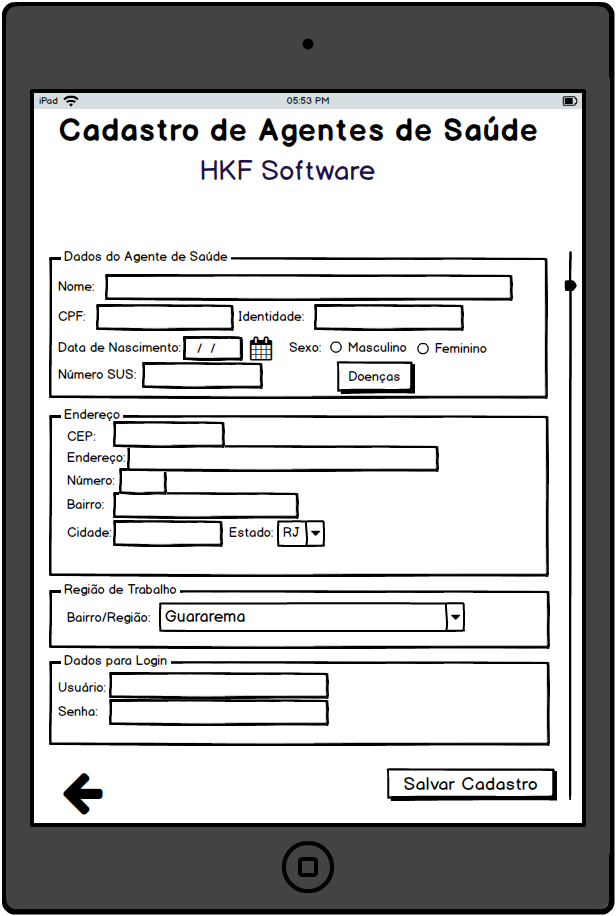 iPad 05:53 PM
Cadastro de Agentes de Saúde
HKF Software
Dados do Agente de Saúde
Nome:
CPF: Identidade:
Data de Nascimento: / / Sexo: Masculino Feminino
Número SUS: Doenças
Endereço
CEP:
Endereço:
Número:
Bairro:
Cidade: Estado: RJ
Região de Trabalho
Bairro/Região: Guararema
Dados para Login
Usuário:
Senha:
Salvar Cadastro